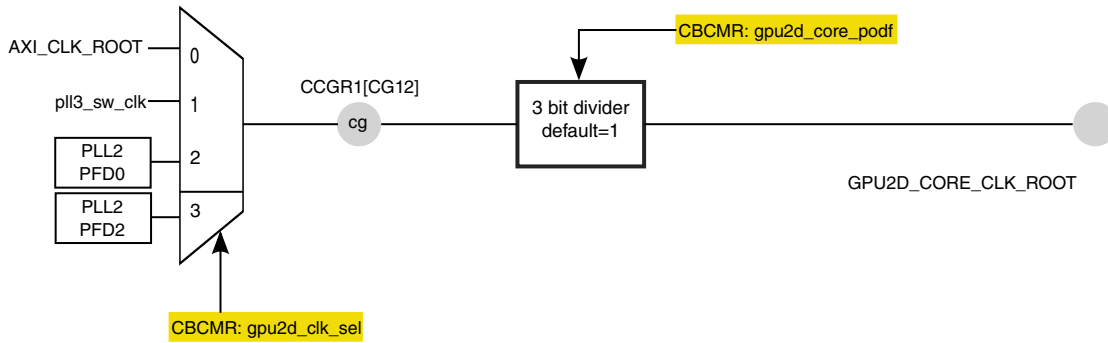 CBCMR: gpu2d_core_podf
AXI_CLK_ROOT
0
CCGR1[CG12]
pll3_sw_clk
1
cg
3 bit divider
default=1
PLL2
PFD0
2
GPU2D_CORE_CLK_ROOT
PLL2
PFD2
3
CBCMR: gpu2d_clk_sel